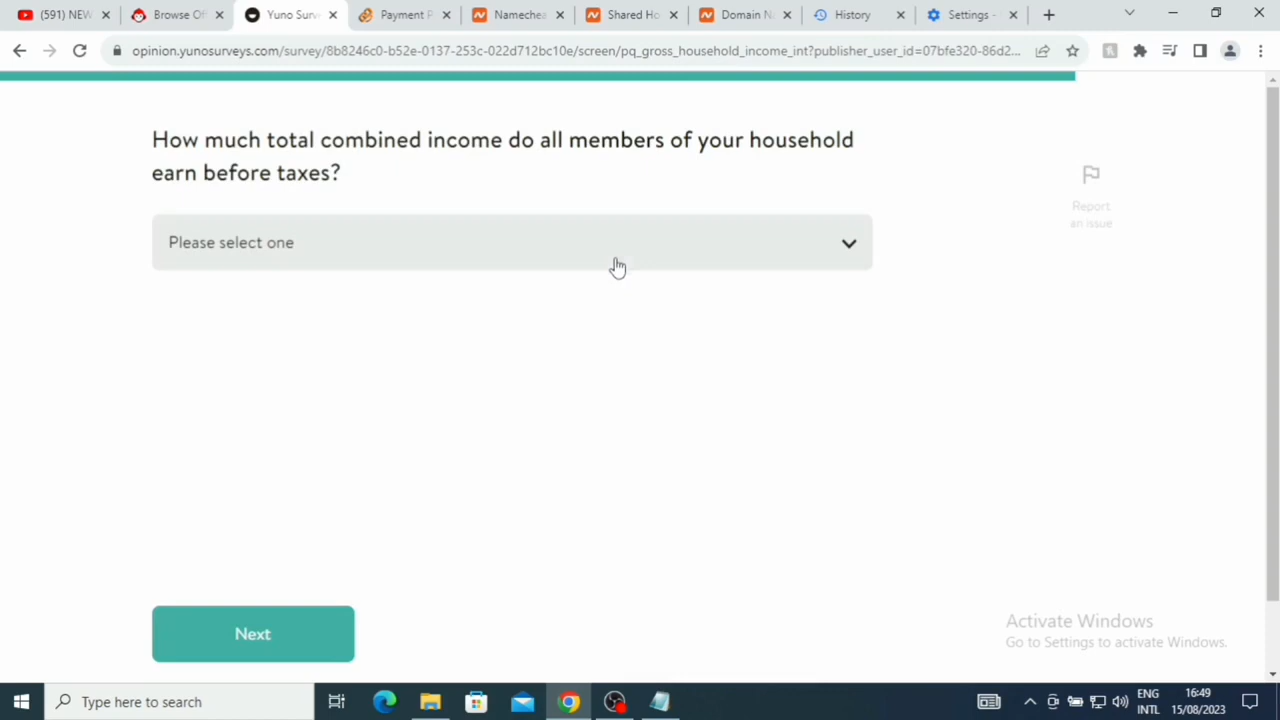 (591) NEW
Browse Of
Yuno Surv
Payment P
Namechea
Shared Ho
Domain N
History
Settings -
opinion.yunosurveys.com/survey/8b8246c0-b52e-0137-253c-022d712bc10e/screen/pq_gross_household_income_int?publisher_user_id=07bfe320-86d2...
How much total combined income do all members of your household
earn before taxes?
Report
an issue
Please select one
Next
Activate Windows
Go to Settings to activate Windows.
Type here to search
ENG
INTL
16:49
15/08/2023